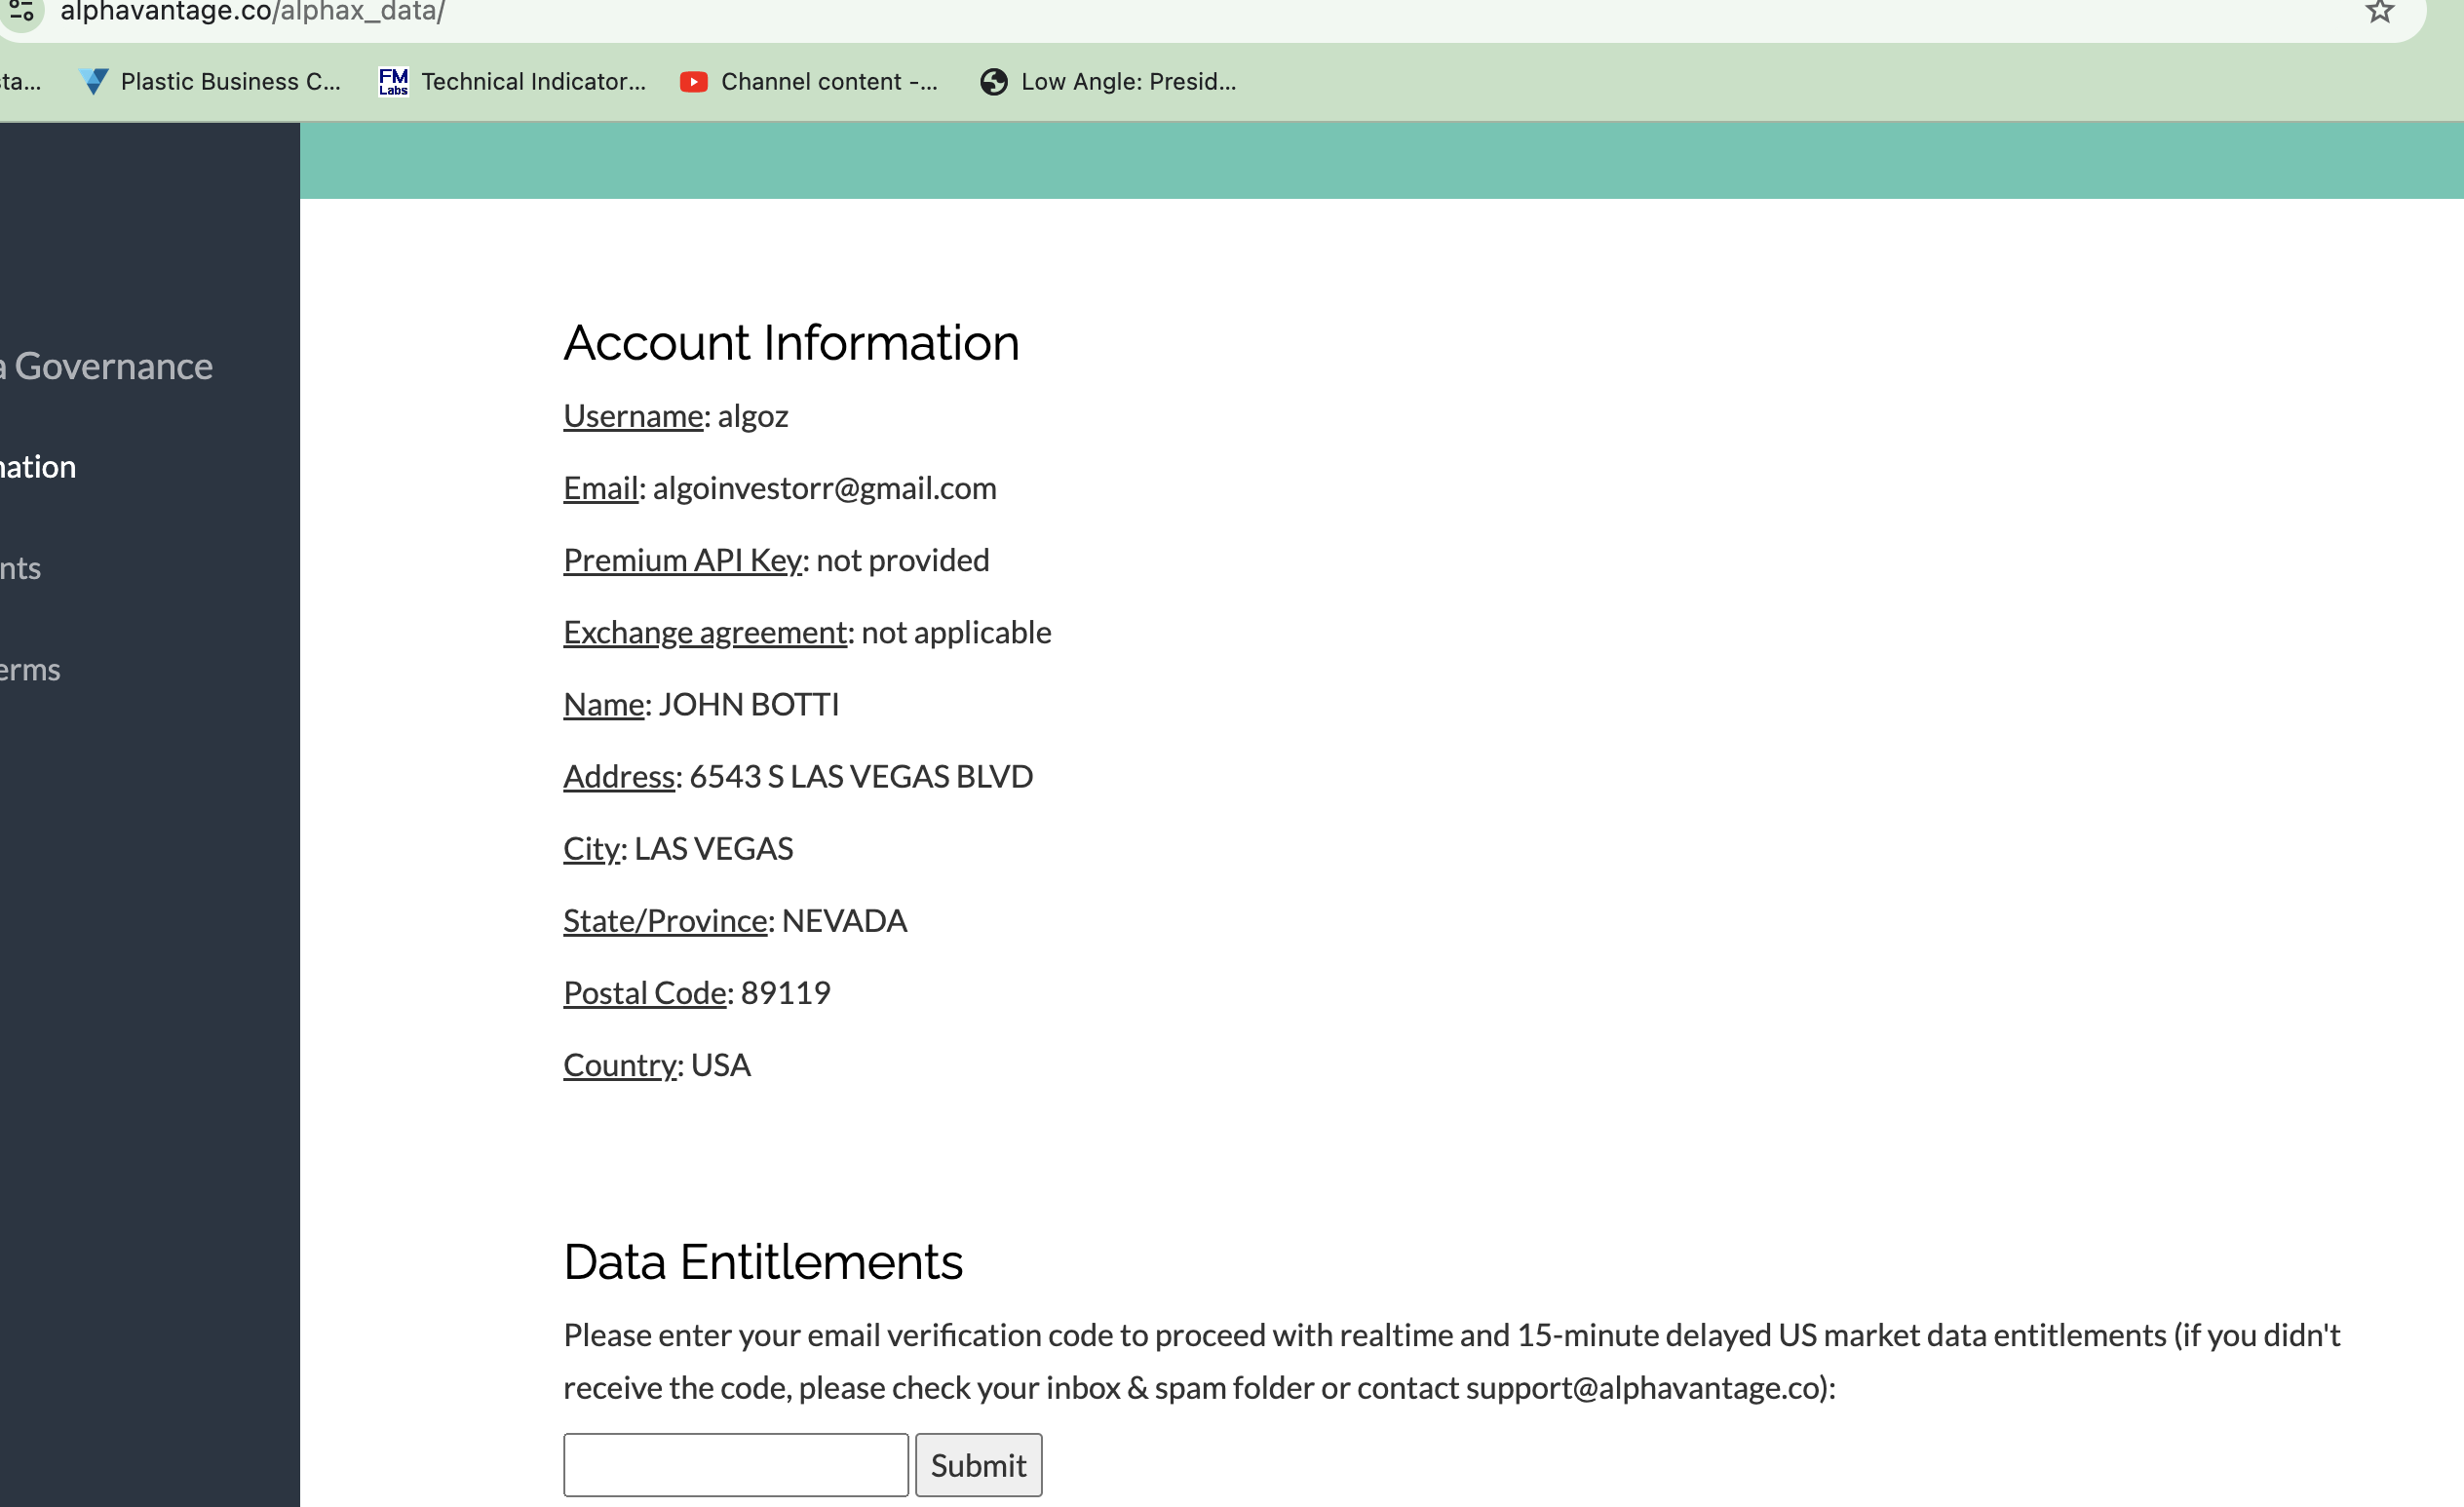 alphavantage.co/alphax_data/
sta... Plastic Business C... FM Labs Technical Indicator... Channel content -... Low Angle: Presid...
a Governance
nation
nts
erms
Account Information
Username: algoz
Email: algoinvestorr@gmail.com
Premium API Key: not provided
Exchange agreement: not applicable
Name: JOHN BOTTI
Address: 6543 S LAS VEGAS BLVD
City: LAS VEGAS
State/Province: NEVADA
Postal Code: 89119
Country: USA
Data Entitlements
Please enter your email verification code to proceed with realtime and 15-minute delayed US market data entitlements (if you didn't
receive the code, please check your inbox & spam folder or contact support@alphavantage.co):
Submit